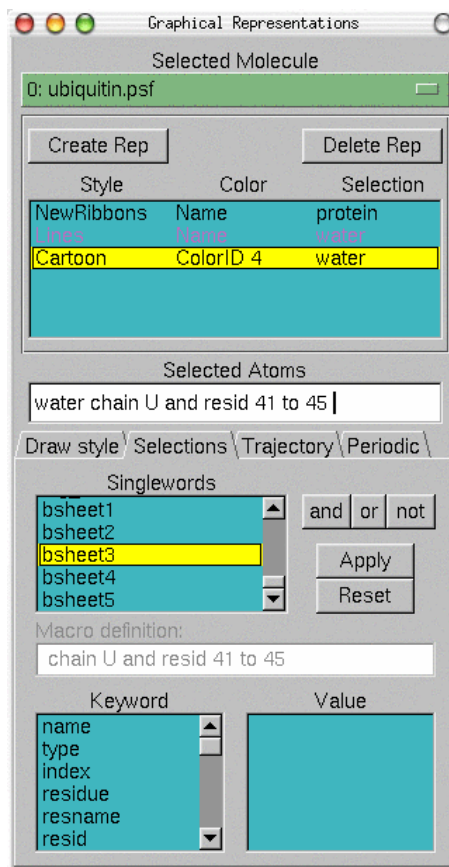 Graphical Representations
Selected Molecule
0: ubiquitin.psf
Create Rep Delete Rep
Style Color Selection
NewRibbons Name protein
Lines Name water
Cartoon ColorID 4 water
Selected Atoms
water chain U and resid 41 to 45
Draw style Selections Trajectory Periodic
Singlewords
bsheet1
and or not
bsheet2
bsheet3
Apply
bsheet4
bsheet5
Reset
Macro definition:
chain U and resid 41 to 45
Keyword Value
name
type
index
residue
resname
resid